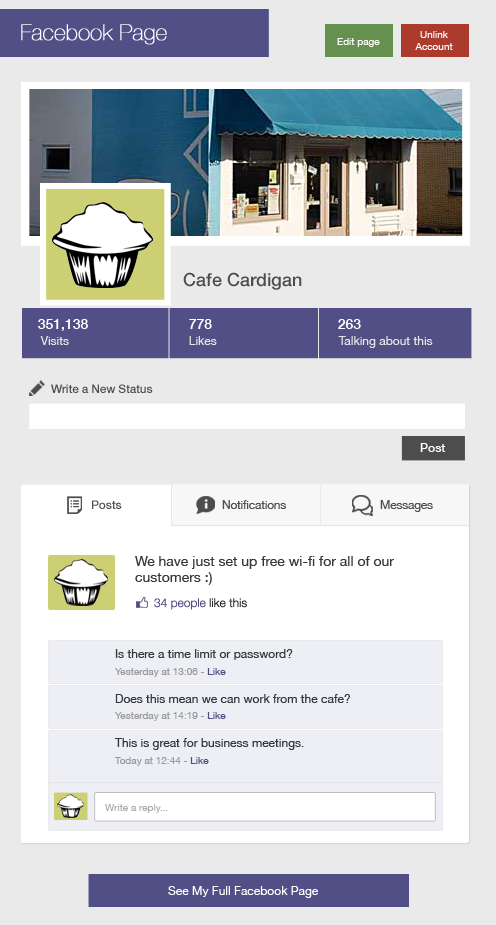 Facebook Page
Edit page
Unlink
Account
Cafe Cardigan
351,138
Visits
778
Likes
263
Talking about this
Write a New Status
Post
Posts
Notifications
Messages
We have just set up free wi-fi for all of our
customers :)
34 people like this
Is there a time limit or password?
Yesterday at 13:06 - Like
Does this mean we can work from the cafe?
Yesterday at 14:19 - Like
This is great for business meetings.
Today at 12:44 - Like
Write a reply...
See My Full Facebook Page